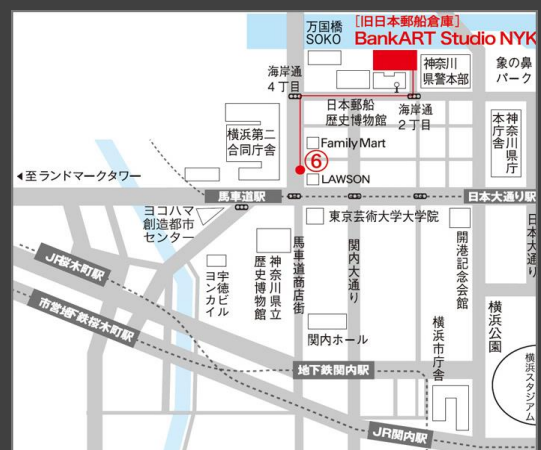 万国橋
SOKO
[旧日本郵船倉庫]
BankART Studio NYK
神奈川
県警本部
象の鼻
パーク
海岸通
4丁目
日本郵船
歴史博物館
海岸通
2丁目
横浜第二
合同庁舎
FamilyMart
⑥
神奈川県庁
本庁舎
◀至ランドマークタワー
LAWSON
馬車道駅
日本大通り駅
ヨコハマ
創造都市
センター
東京芸術大学大学院
日本大通り
JR桜木町駅
市営地下鉄桜木町駅
宇徳ビル
ヨンカイ
神奈川県立
歴史博物館
馬車道商店街
関内大通り
開港記念会館
関内ホール
横浜市庁舎
横浜公園
横浜スタジアム
地下鉄関内駅
JR関内駅